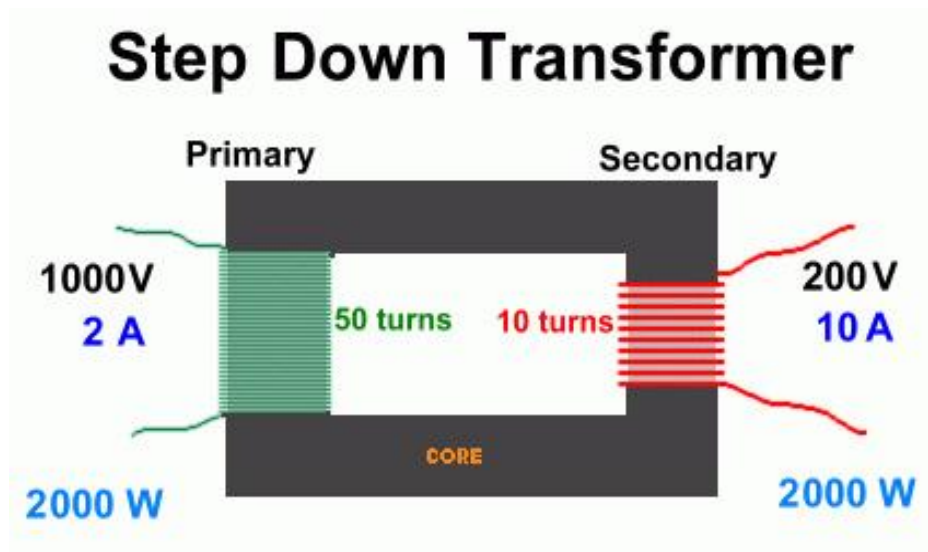 Step Down Transformer
Primary
Secondary
1000V
2 A
50 turns
10 turns
200V
10 A
CORE
2000 W
2000 W